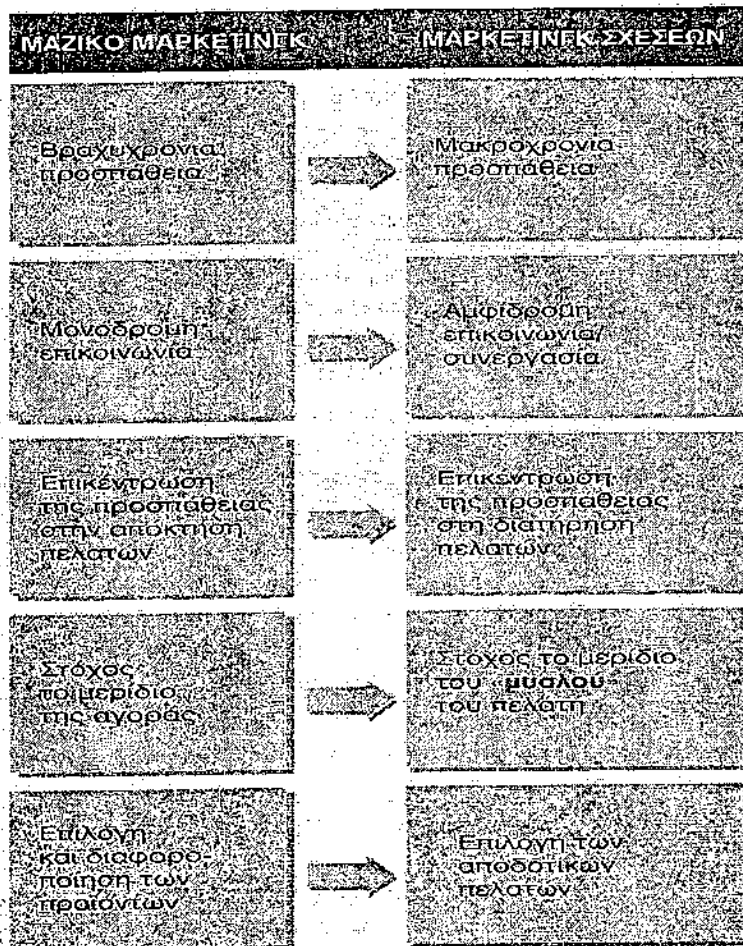 ΜΑΖΙΚΟ ΜΑΡΚΕΤΙΝΓΚ
ΜΑΡΚΕΤΙΝΓΚ ΣΧΕΣΕΩΝ
Βραχυχρόνια
προσπάθεια
Μακροχρόνια
προσπάθεια
Μονόδρομη
επικοινωνία
Αμφίδρομη
επικοινωνία/
συνεργασία
Επικέντρωση
της προσπάθειας
στην απόκτηση
πελατών
Επικέντρωση
της προσπάθειας
στη διατήρηση
πελατών
Στόχος
το μερίδιο
της αγοράς
Στόχος το μερίδιο
του «μυαλού»
του πελάτη
Επιλογή
και διαφορο-
ποίηση των
προϊόντων
Επιλογή των
αποδοτικών
πελατών